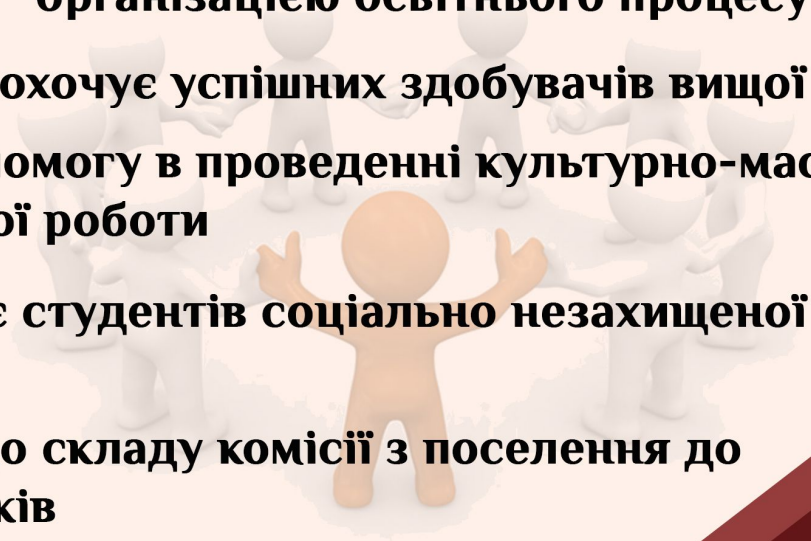 організацією освітнього процесу
охочує успішних здобувачів вищої
омогу в проведенні культурно-мас
ої роботи
є студентів соціально незахищеної
о складу комісії з поселення до
ків